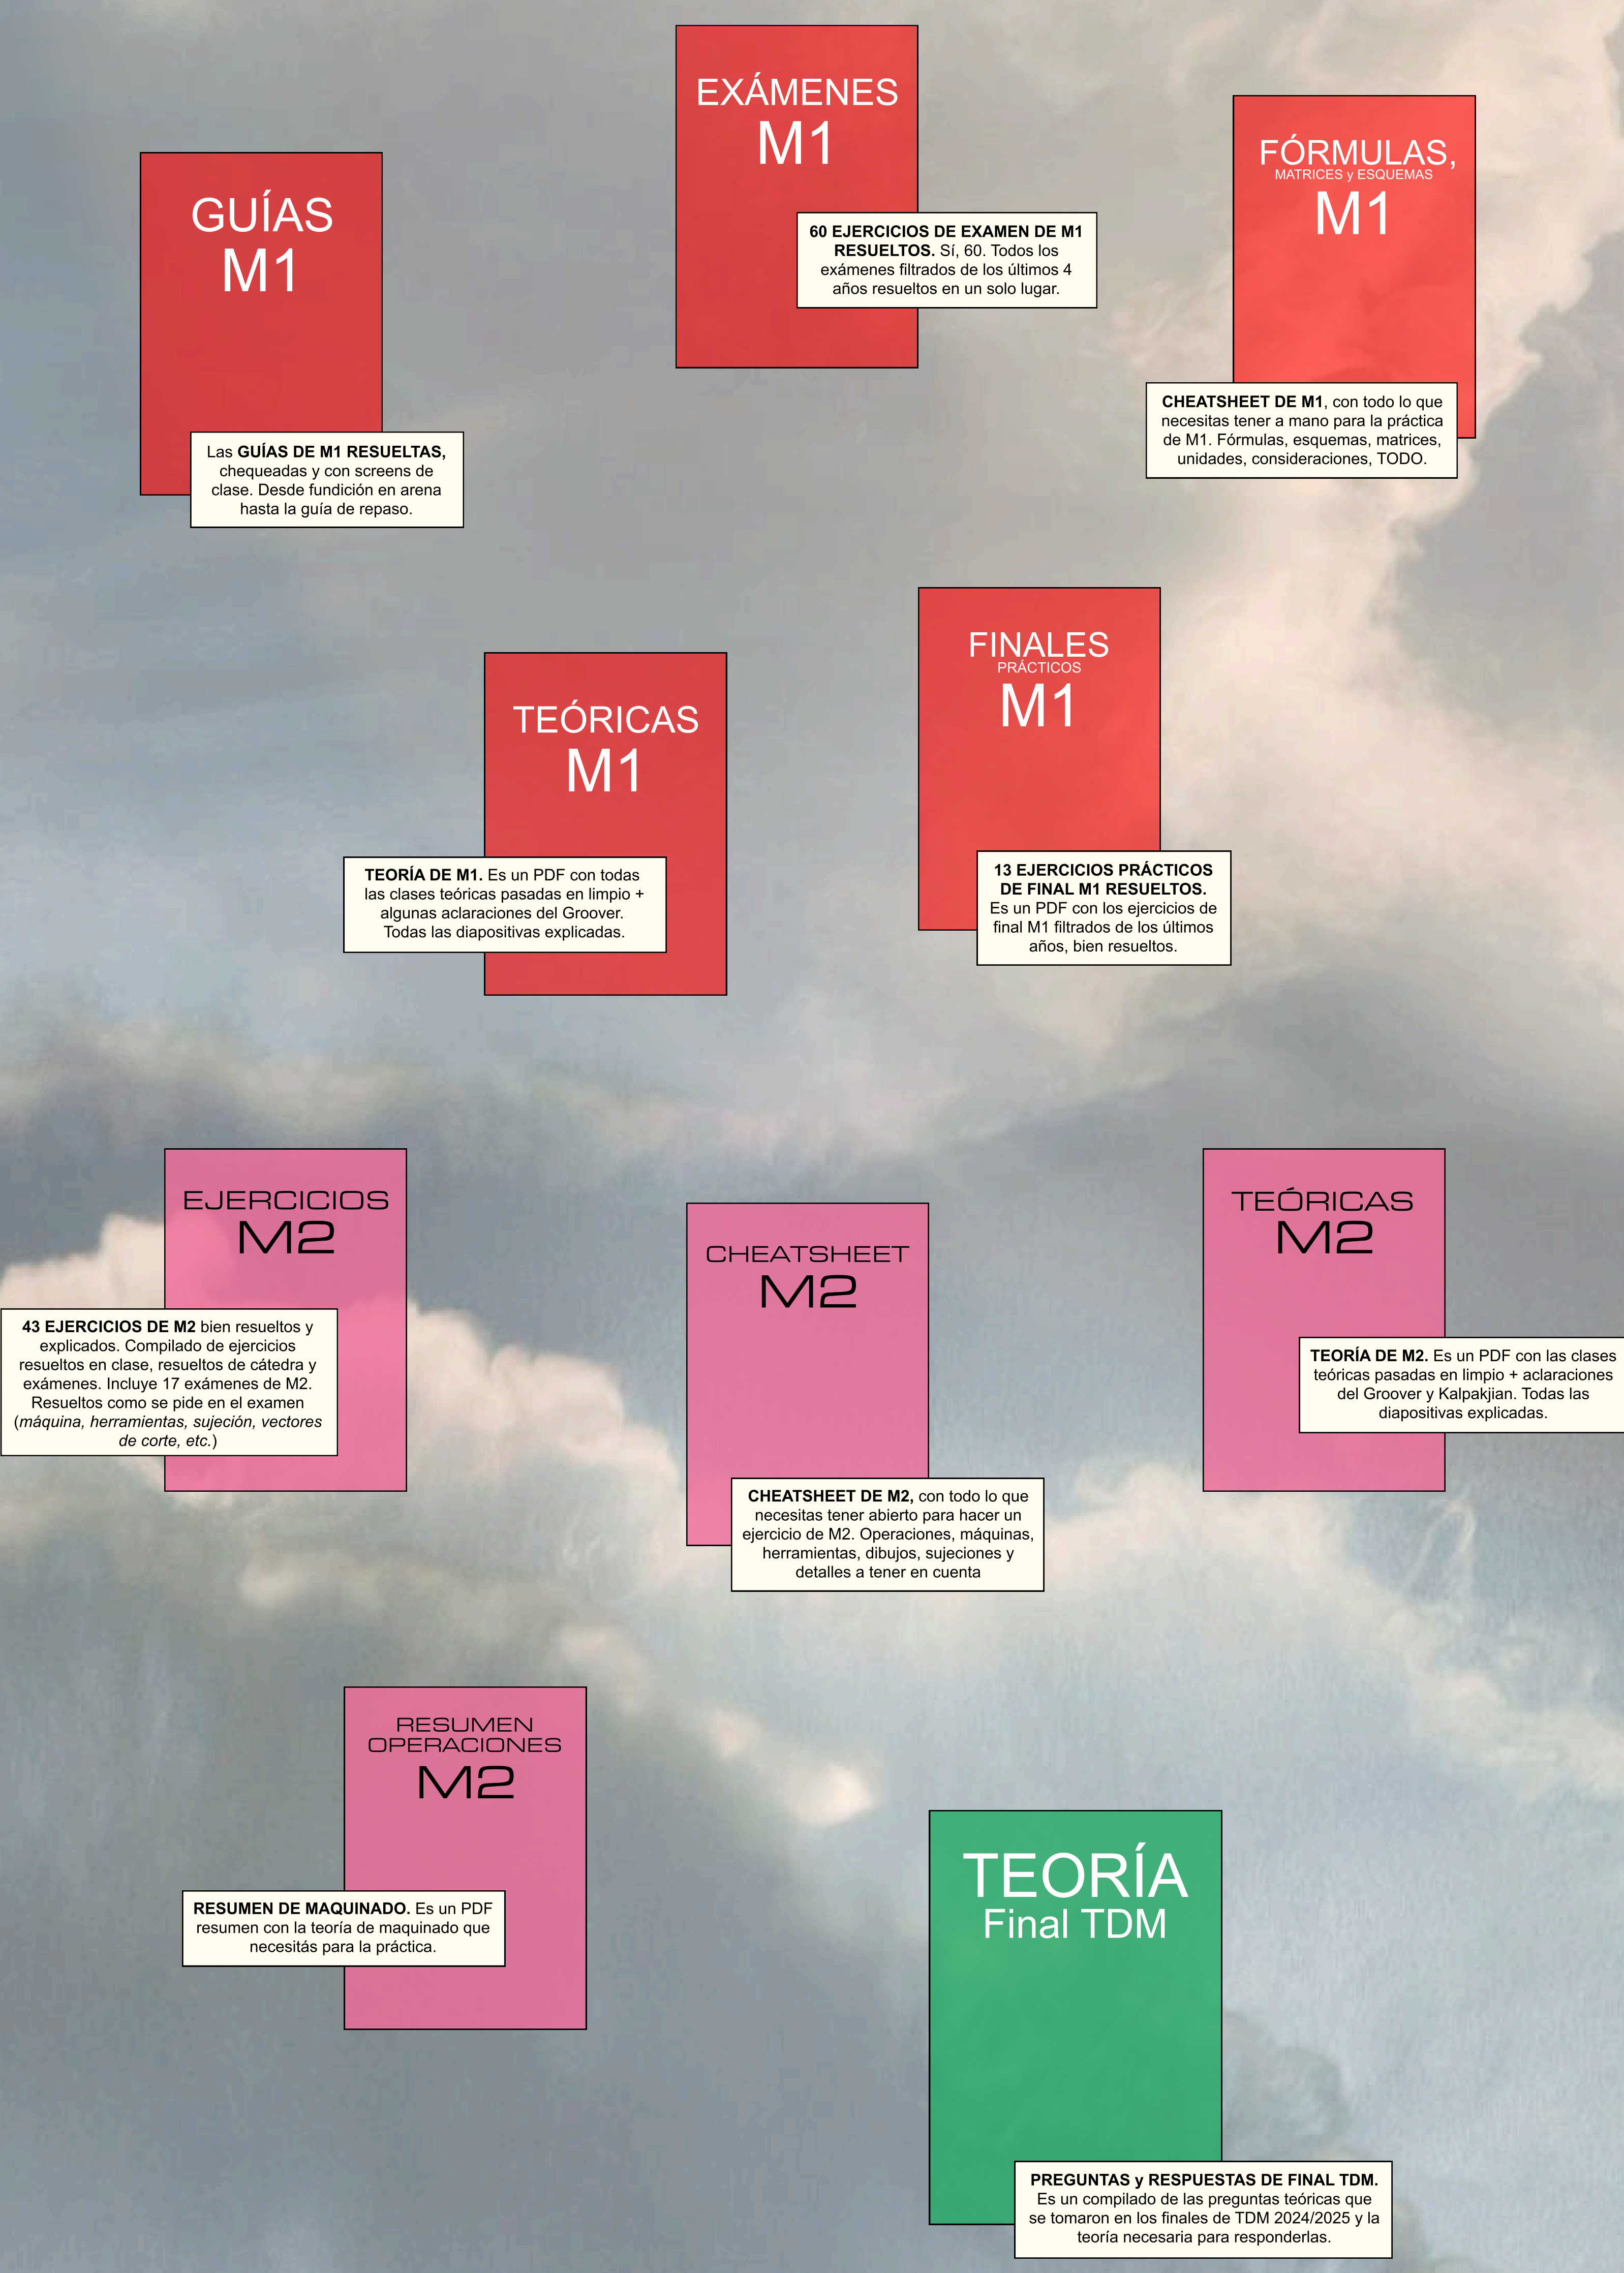 EXÁMENES
M1
60 EJERCICIOS DE EXAMEN DE M1
RESUELTOS. Sí, 60. Todos los
exámenes filtrados de los últimos 4
años resueltos en un solo lugar.
FÓRMULAS,
MATRICES y ESQUEMAS
M1
CHEATSHEET DE M1, con todo lo que
necesitas tener a mano para la práctica
de M1. Fórmulas, esquemas, matrices,
unidades, consideraciones, TODO.
GUÍAS
M1
Las GUÍAS DE M1 RESUELTAS,
chequeadas y con screens de
clase. Desde fundición en arena
hasta la guía de repaso.
FINALES
PRÁCTICOS
M1
13 EJERCICIOS PRÁCTICOS
DE FINAL M1 RESUELTOS.
Es un PDF con los ejercicios de
final M1 filtrados de los últimos
años, bien resueltos.
TEÓRICAS
M1
TEORÍA DE M1. Es un PDF con todas
las clases teóricas pasadas en limpio +
algunas aclaraciones del Groover.
Todas las diapositivas explicadas.
EJERCICIOS
M2
43 EJERCICIOS DE M2 bien resueltos y
explicados. Compilado de ejercicios
resueltos en clase, resueltos de cátedra y
exámenes. Incluye 17 exámenes de M2.
Resueltos como se pide en el examen
(máquina, herramientas, sujeción, vectores
de corte, etc.)
CHEATSHEET
M2
CHEATSHEET DE M2, con todo lo que
necesitas tener abierto para hacer un
ejercicio de M2. Operaciones, máquinas,
herramientas, dibujos, sujeciones y
detalles a tener en cuenta
TEÓRICAS
M2
TEORÍA DE M2. Es un PDF con las clases
teóricas pasadas en limpio + aclaraciones
del Groover y Kalpakjian. Todas las
diapositivas explicadas.
RESUMEN
OPERACIONES
M2
RESUMEN DE MAQUINADO. Es un PDF
resumen con la teoría de maquinado que
necesitás para la práctica.
TEORÍA
Final TDM
PREGUNTAS y RESPUESTAS DE FINAL TDM.
Es un compilado de las preguntas teóricas que
se tomaron en los finales de TDM 2024/2025 y la
teoría necesaria para responderlas.